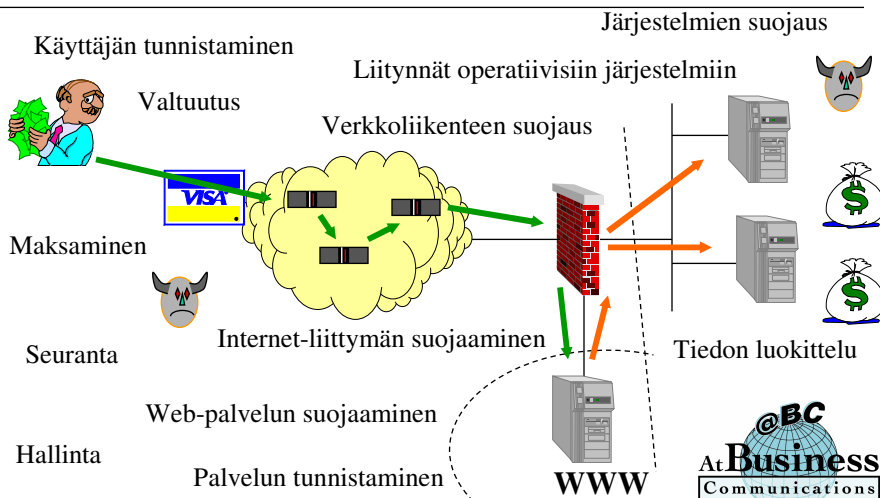 Järjestelmien suojaus
Käyttäjän tunnistaminen
Liitynnät operatiivisiin järjestelmiin
Valtuutus
Verkkoliikenteen suojaus
VISA
Maksaminen
$
$
Internet-liittymän suojaaminen
Seuranta
Tiedon luokittelu
Web-palvelun suojaaminen
Hallinta
Palvelun tunnistaminen
WWW
@BC
At Business
Communications